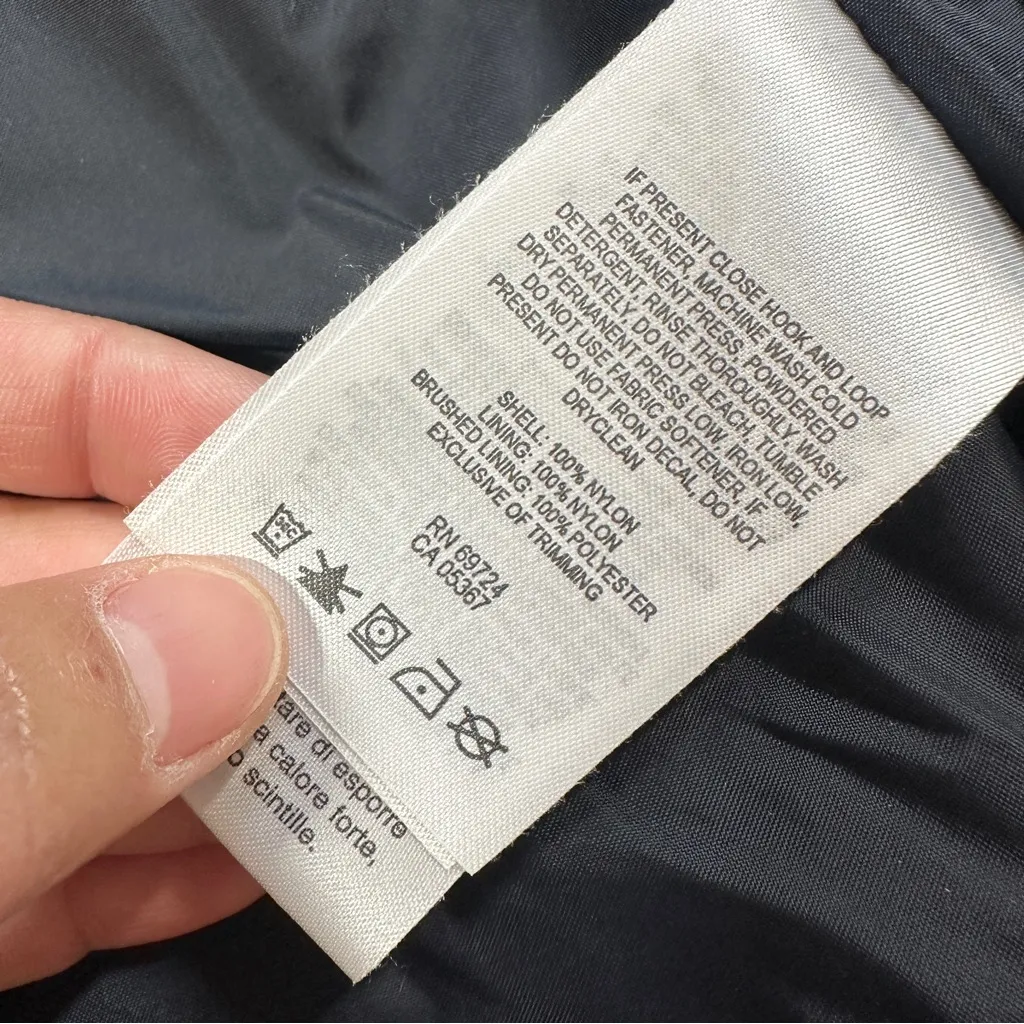 IF PRESENT CLOSE HOOK AND LOOP
FASTENER, MACHINE WASH COLD
PERMANENT PRESS, POWDERED
DETERGENT, RINSE THOROUGHLY WASH
SEPARATELY, DO NOT BLEACH, TUMBLE
DRY PERMANENT PRESS LOW, IRON LOW,
DO NOT USE FABRIC SOFTENER, IF
PRESENT DO NOT IRON DECAL, DO NOT
DRYCLEAN
SHELL : 100% NYLON
LINING: 100% NYLON
BRUSHED LINING: 100% POLYESTER
EXCLUSIVE OF TRIMMING
RN 69724
CA 05367
di esporre
a calore forte,
scintille.